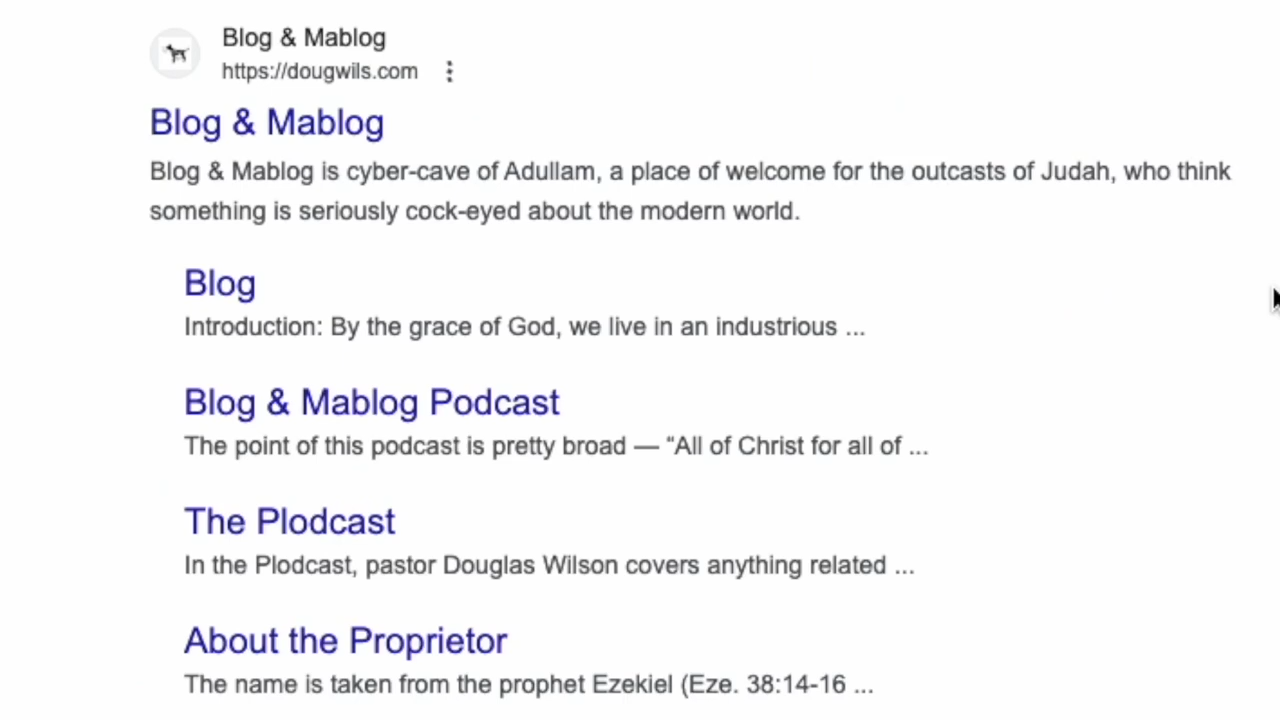 Blog & Mablog
https://dougwils.com
Blog & Mablog
Blog & Mablog is cyber-cave of Adullam, a place of welcome for the outcasts of Judah, who think
something is seriously cock-eyed about the modern world.
Blog
Introduction: By the grace of God, we live in an industrious ...
Blog & Mablog Podcast
The point of this podcast is pretty broad — “All of Christ for all of ...
The Plodcast
In the Plodcast, pastor Douglas Wilson covers anything related ...
About the Proprietor
The name is taken from the prophet Ezekiel (Eze. 38:14-16 ...